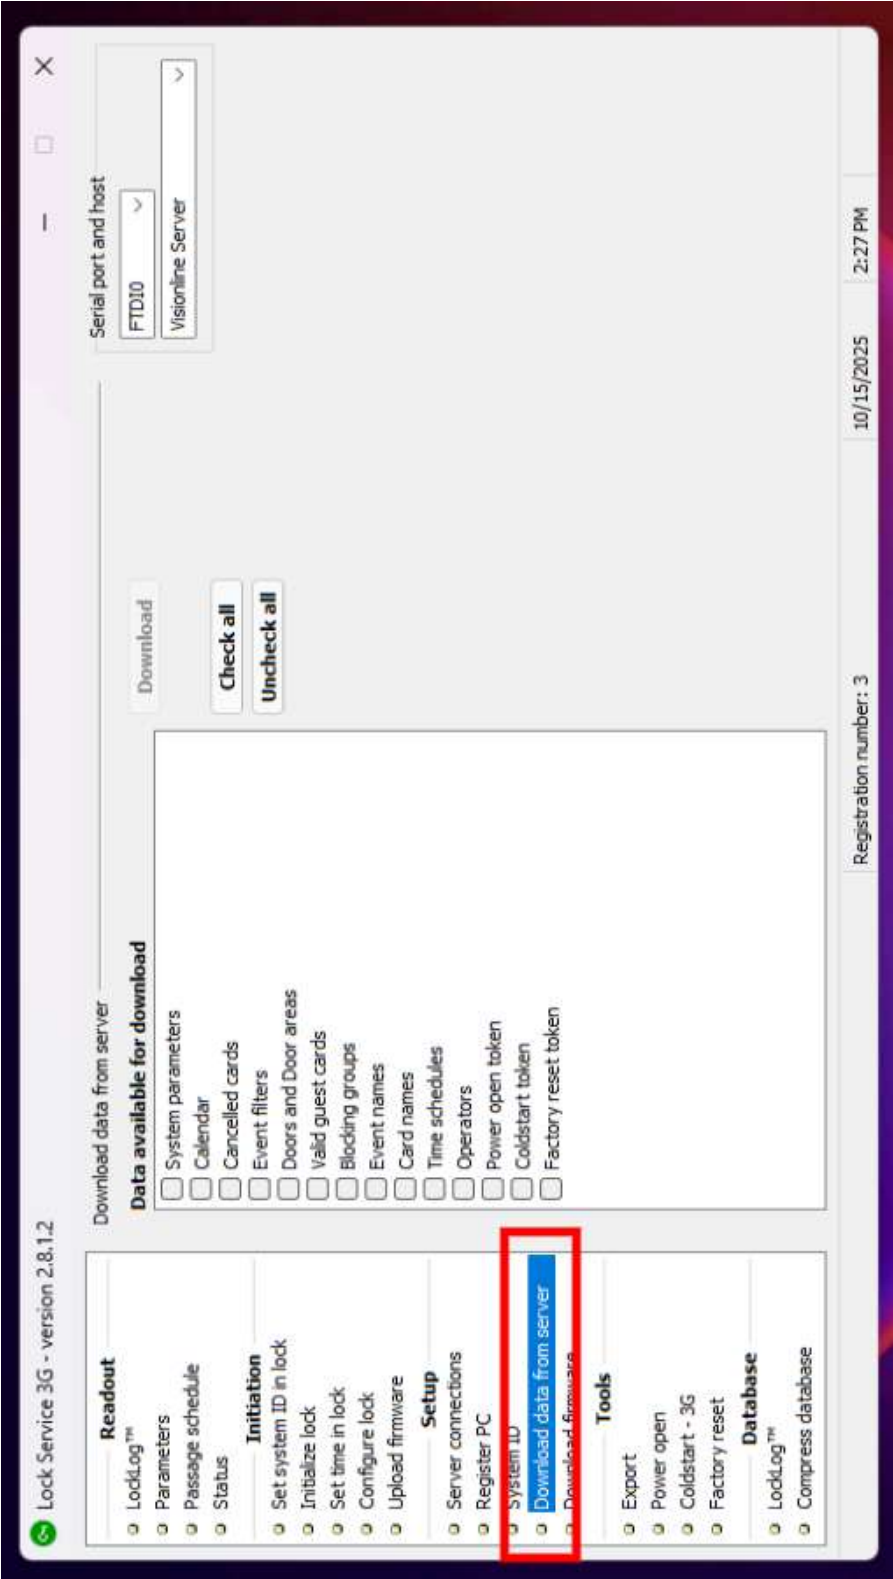 Lock Service 3G - version 2.8.1.2
Readout
LockLog™
Parameters
Passage schedule
Status
Initiation
Set system ID in lock
Initialize lock
Set time in lock
Configure lock
Upload firmware
Setup
Server connections
Register PC
System ID
Download data from server
Download firmware
Tools
Export
Power open
Coldstart - 3G
Factory reset
Database
LockLog™
Compress database
Download data from server
Data available for download
System parameters
Calendar
Cancelled cards
Event filters
Doors and Door areas
Valid guest cards
Blocking groups
Event names
Card names
Time schedules
Operators
Power open token
Coldstart token
Factory reset token
Download
Check all
Uncheck all
Serial port and host
FTDI0
Visionline Server
Registration number: 3
10/15/2025
2:27 PM